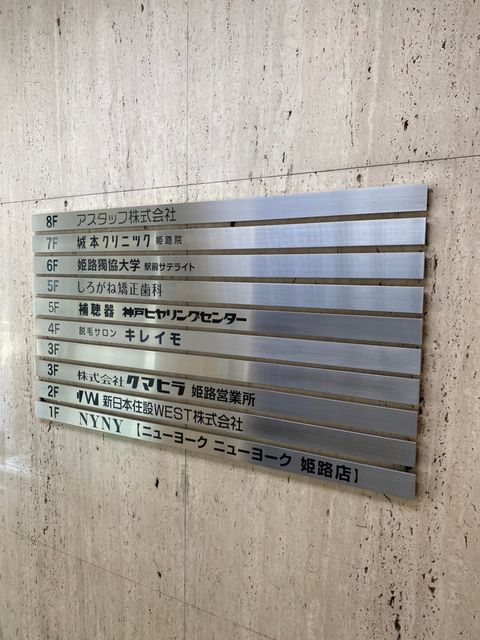 8F アスタッフ株式会社
7F 城本クリニック 姫路院
6F 姫路獨協大学 駅前サテライト
5F しろがね矯正歯科
5F 補聴器 神戸ヒヤリングセンター
4F 脱毛サロン キレイモ
3F
3F 株式会社クマヒラ 姫路営業所
2F 新日本住設WEST株式会社
1F NYNY 【ニューヨーク ニューヨーク 姫路店】